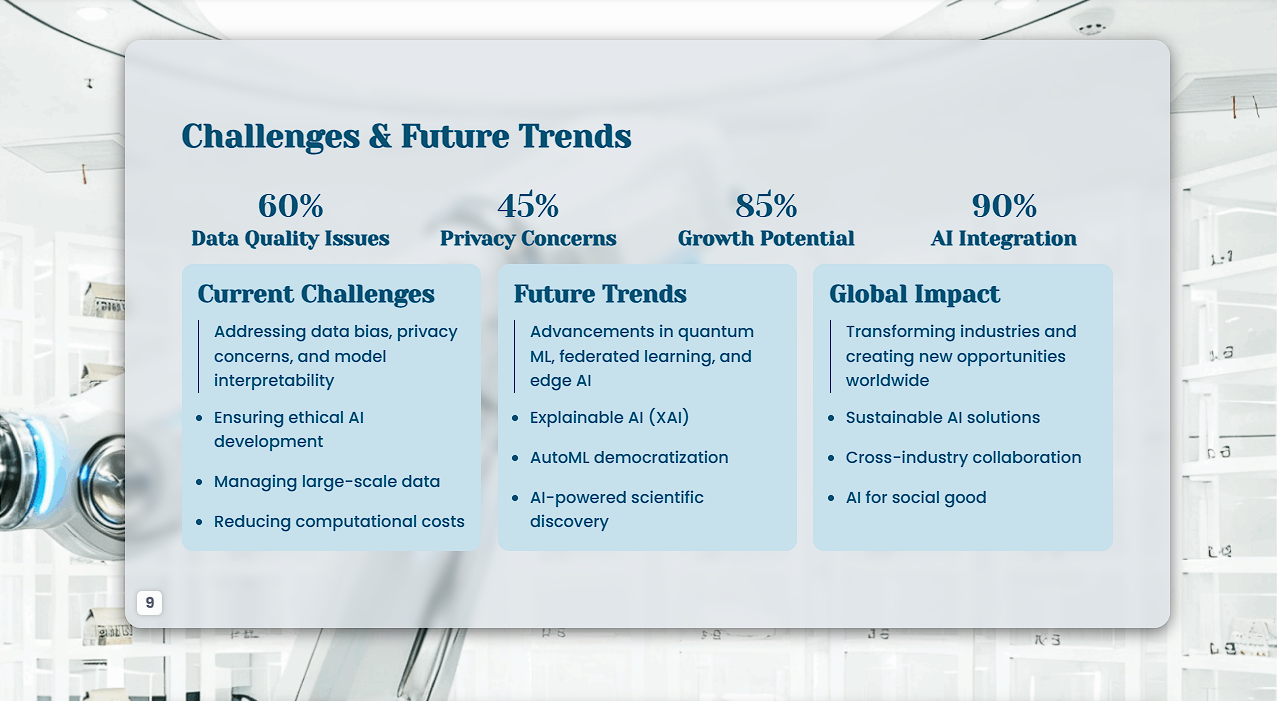 Challenges & Future Trends
60%
Data Quality Issues
45%
Privacy Concerns
85%
Growth Potential
90%
AI Integration
Current Challenges
Addressing data bias, privacy
concerns, and model
interpretability
Ensuring ethical AI
development
Managing large-scale data
Reducing computational costs
Future Trends
Advancements in quantum
ML, federated learning, and
edge AI
Explainable AI (XAI)
AutoML democratization
AI-powered scientific
discovery
Global Impact
Transforming industries and
creating new opportunities
worldwide
Sustainable AI solutions
Cross-industry collaboration
AI for social good
9